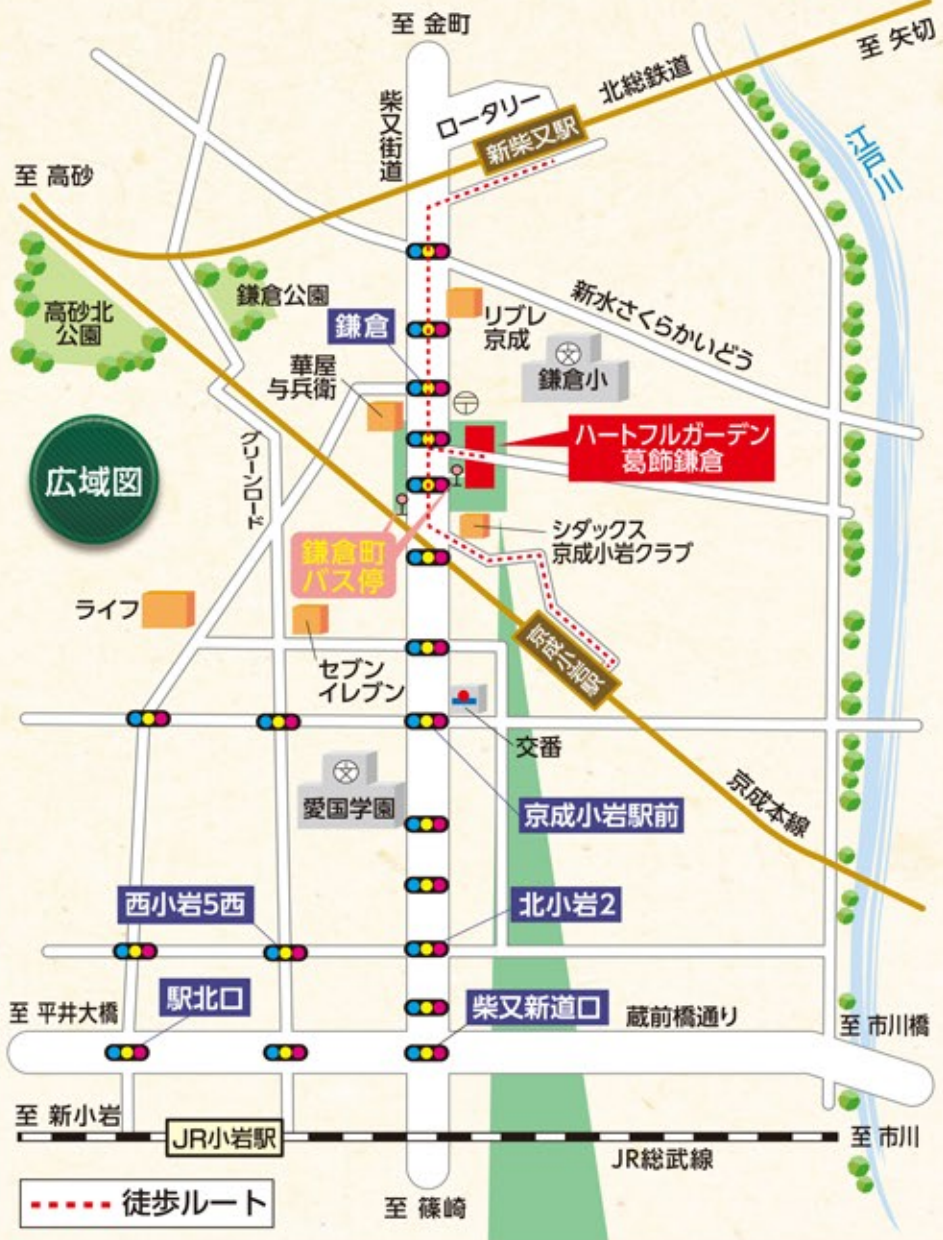 至 金町
至 矢切
北総鉄道
ロータリー
新柴又駅
柴又街道
江戸川
至 高砂
鎌倉公園
高砂北
公園
鎌倉
リブレ
京成
新水さくらかいどう
鎌倉小
華屋
与兵衛
ハートフルガーデン
葛飾鎌倉
グリーンロード
広域図
シダックス
京成小岩クラブ
鎌倉町
バス停
ライフ
セブン
イレブン
京成小岩駅
交番
愛国学園
京成小岩駅前
京成本線
西小岩5西
北小岩2
駅北口
柴又新道口
蔵前橋通り
至 平井大橋
至 市川橋
至 新小岩
JR小岩駅
至 市川
JR総武線
徒歩ルート
至 篠崎